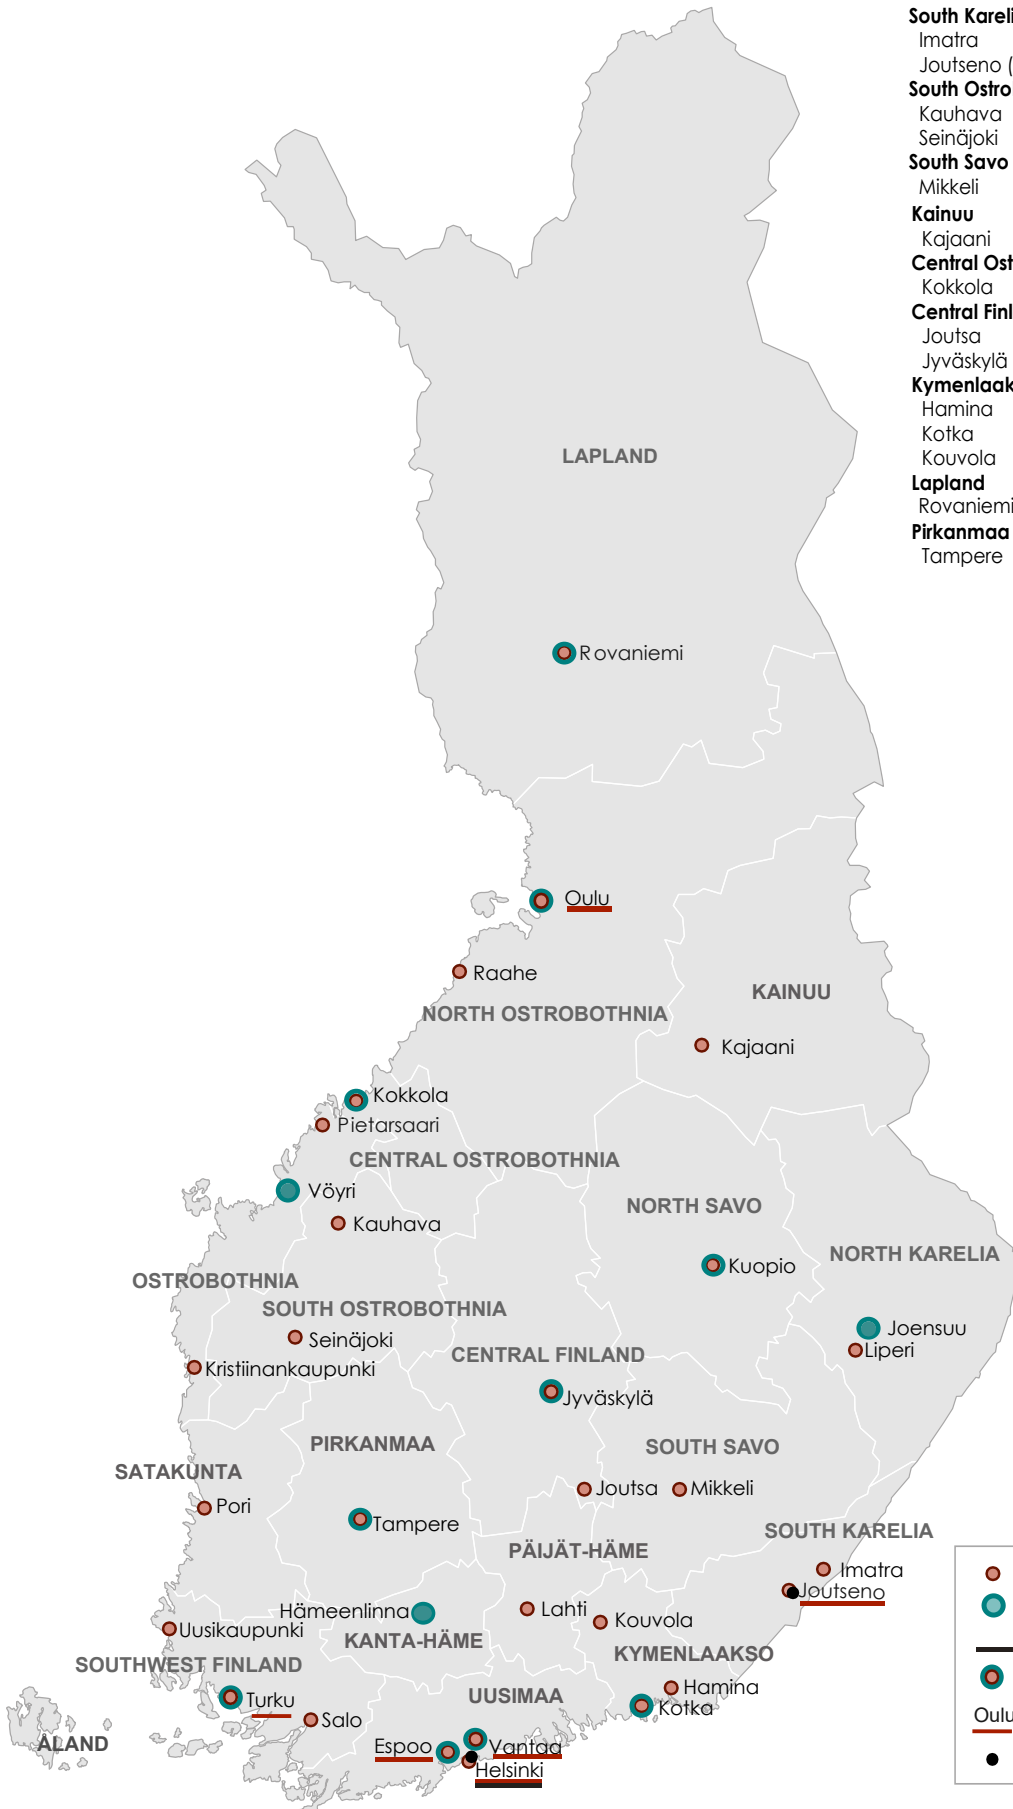 South Kareli
Imatra
Joutseno (
South Ostro
Kauhava
Seinäjoki
South Savo
Mikkeli
Kainuu
Kajaani
Central Ost
Kokkola
Central Finl
Joutsa
Jyväskylä
Kymenlaak
Hamina
Kotka
Kouvola
Lapland
Rovaniemi
Pirkanmaa
Tampere
LAPLAND
Rovaniemi
Oulu
Raahe
KAINUU
NORTH OSTROBOTHNIA
Kajaani
Kokkola
Pietarsaari
CENTRAL OSTROBOTHNIA
Vöyri
NORTH SAVO
Kauhava
NORTH KARELIA
Kuopio
OSTROBOTHNIA
SOUTH OSTROBOTHNIA
Joensuu
Seinäjoki
Liperi
CENTRAL FINLAND
Kristiinankaupunki
Jyväskylä
PIRKANMAA
SOUTH SAVO
SATAKUNTA
Joutsa
Mikkeli
Pori
Tampere
SOUTH KARELIA
PÄIJÄT-HÄME
Imatra
Joutseno
Hämeenlinna
Lahti
Kouvola
Uusikaupunki
KANTA-HÄME
KYMENLAAKSO
SOUTHWEST FINLAND
Hamina
UUSIMAA
Turku
Kotka
Salo
Oulu
ÅLAND
Espoo
Vantaa
Helsinki